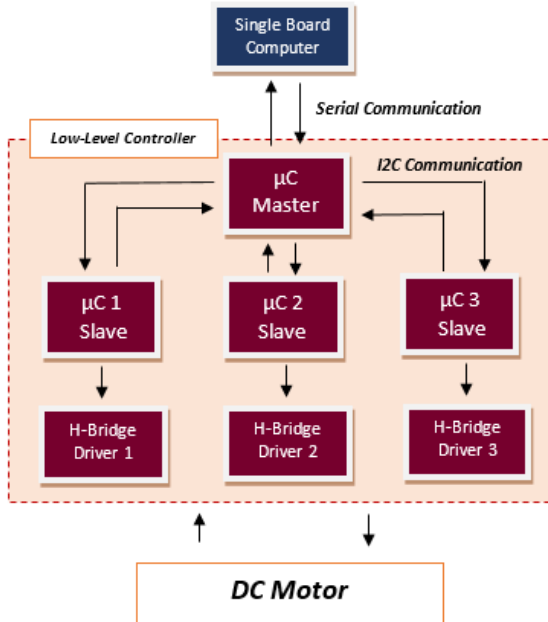 Single Board
Computer
Serial Communication
Low-Level Controller
I2C Communication
µC
Master
µC 1
Slave
µC 2
Slave
µC 3
Slave
H-Bridge
Driver 1
H-Bridge
Driver 2
H-Bridge
Driver 3
DC Motor